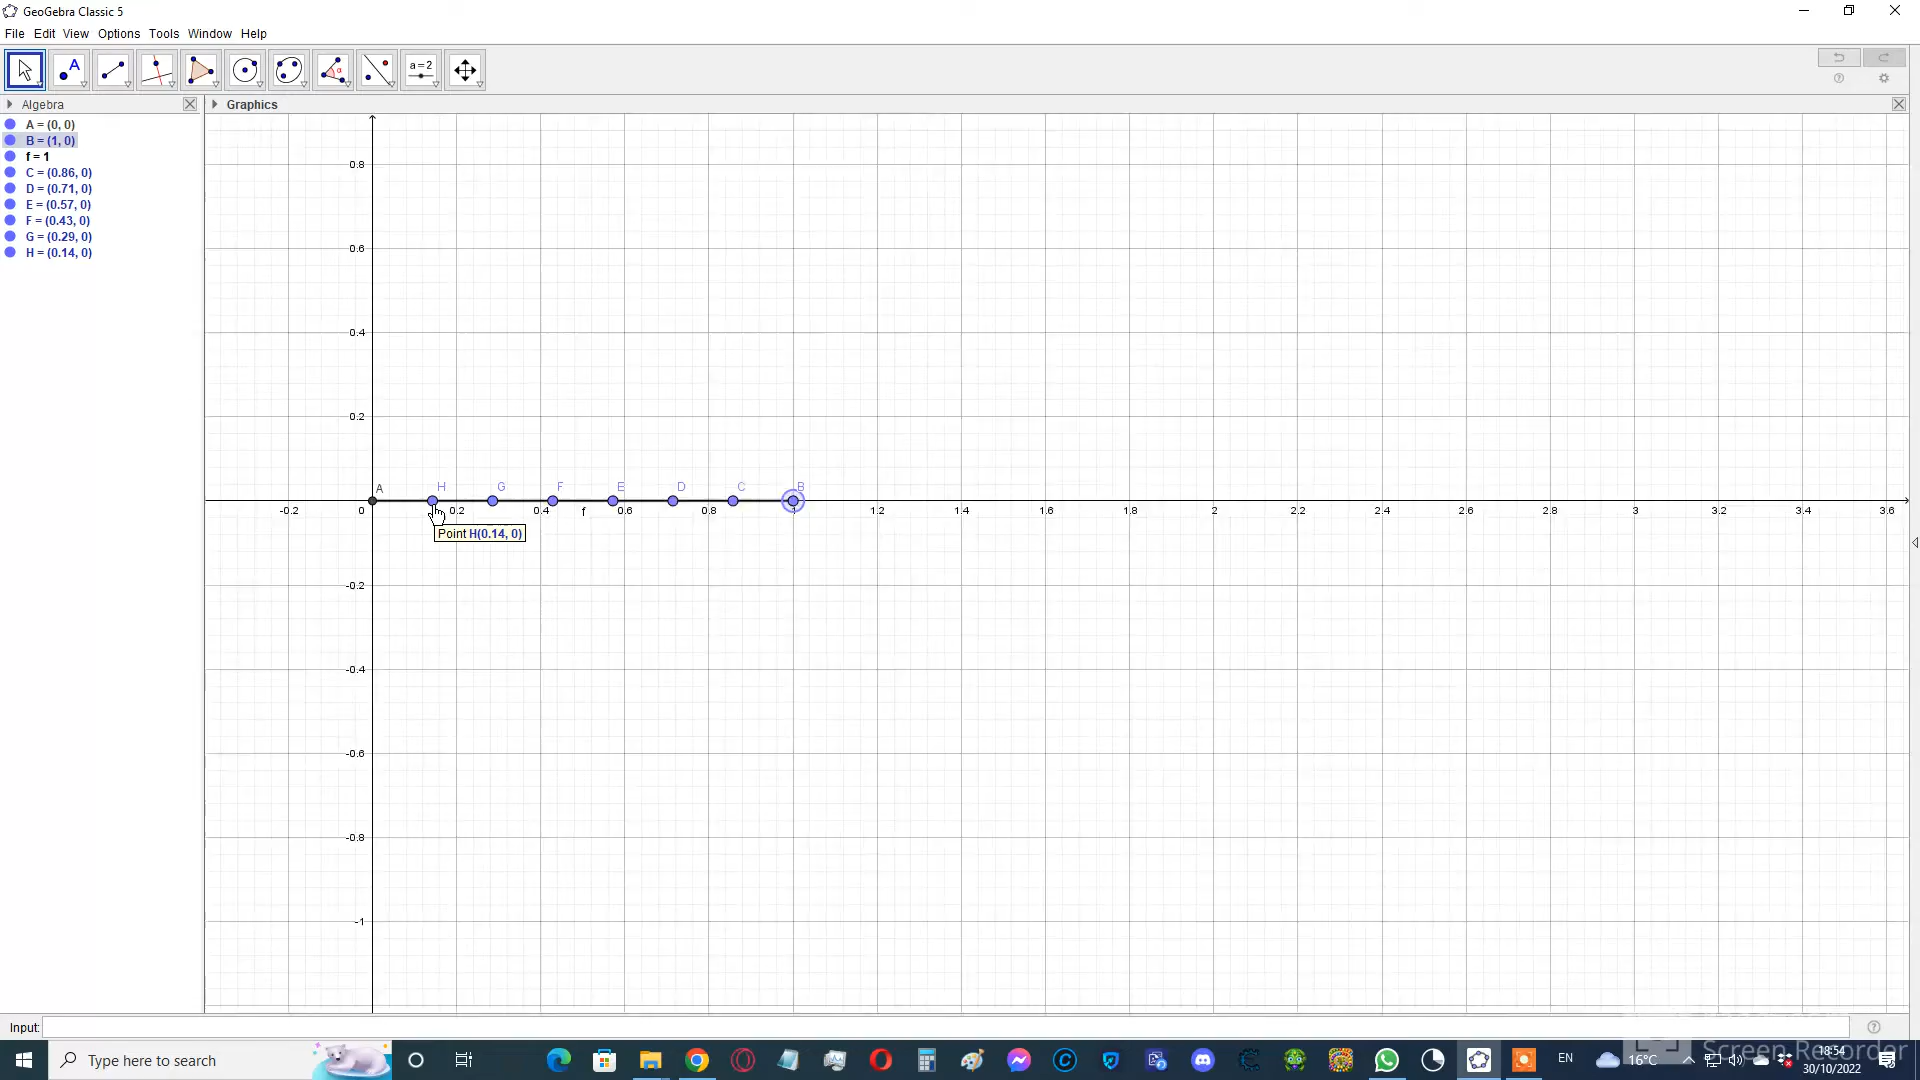 GeoGebra Classic 5
File Edit View Options Tools Window Help
A
α
a=2
Algebra
Graphics
A = (0, 0)
B = (1, 0)
f = 1
C = (0.86, 0)
D = (0.71, 0)
E = (0.57, 0)
F = (0.43, 0)
G = (0.29, 0)
H = (0.14, 0)
0.8
0.6
0.4
0.2
A H G F E D C B
-0.2 0 0.2 0.4 f 0.6 0.8 1 1.2 1.4 1.6 1.8 2 2.2 2.4 2.6 2.8 3 3.2 3.4 3.6
Point H(0.14, 0)
-0.2
-0.4
-0.6
-0.8
-1
Input:
Type here to search
EN
16°C
Screen Recorder
18:54
30/10/2022